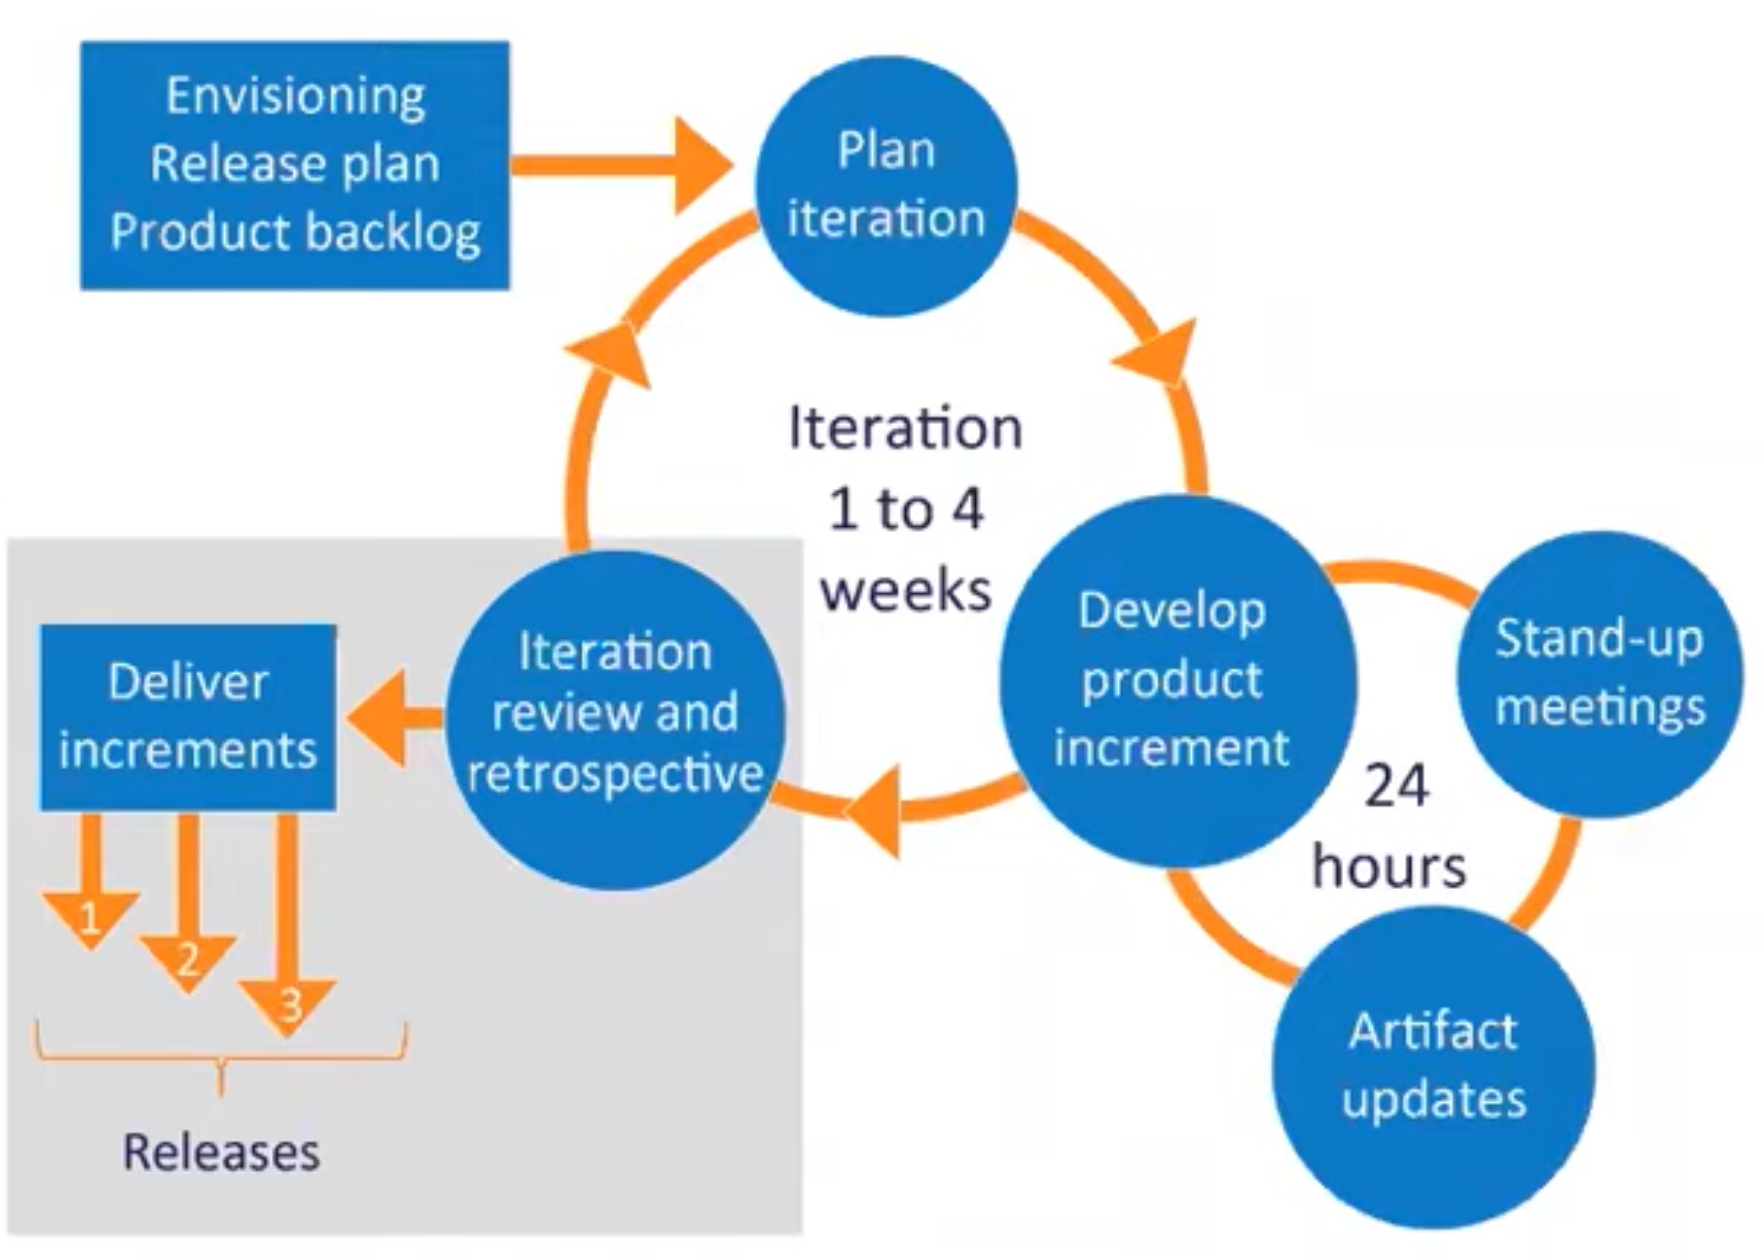 Envisioning
Release plan
Product backlog
Plan
iteration
Iteration
1 to 4
weeks
Develop
product
increment
Stand-up
meetings
24
hours
Artifact
updates
Iteration
review and
retrospective
Deliver
increments
1
2
3
Releases